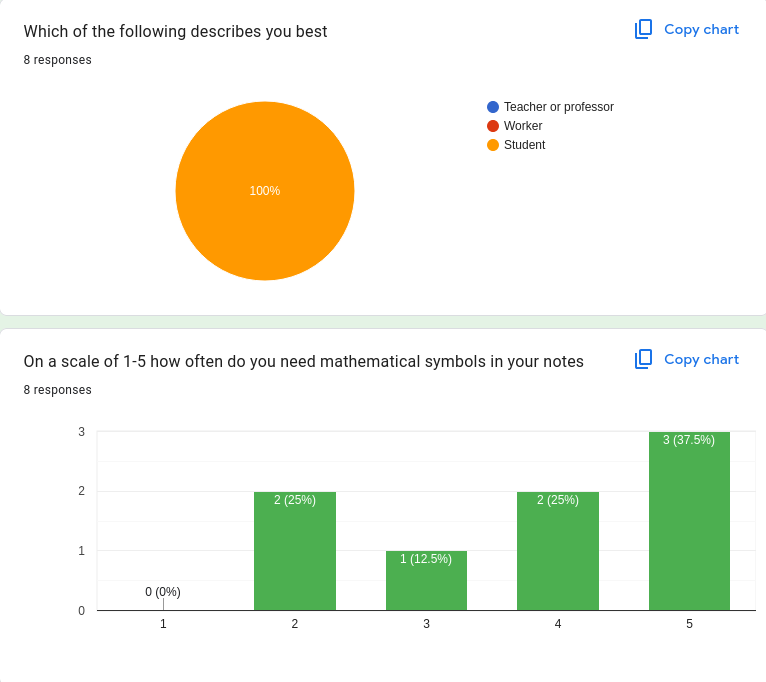 Which of the following describes you best
Copy chart
8 responses
100%
Teacher or professor
Worker
Student
On a scale of 1-5 how often do you need mathematical symbols in your notes
Copy chart
8 responses
3
2
1
0
0 (0%)
2 (25%)
1 (12.5%)
2 (25%)
3 (37.5%)
1 2 3 4 5